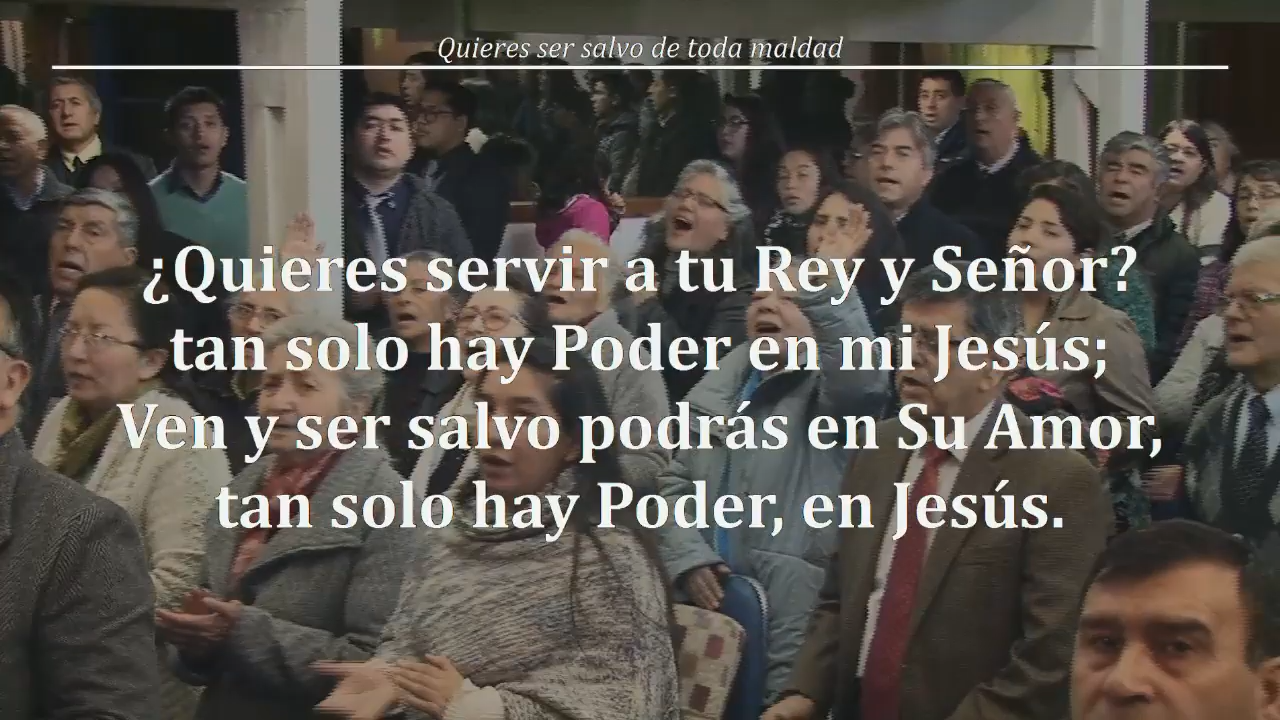 Quieres ser salvo de toda maldad
¿Quieres servir a tu Rey y Señor?
tan solo hay Poder en mi Jesús;
Ven y ser salvo podrás en Su Amor,
tan solo hay Poder, en Jesús.